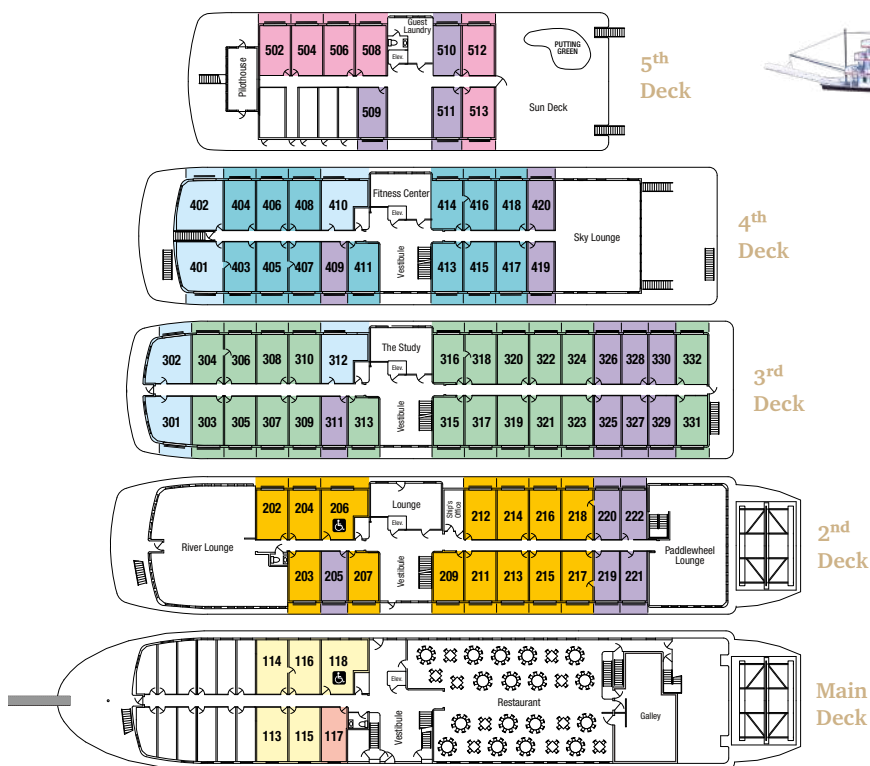 Guest
Laundry
502 504 506 508 510 512
Elev.
PUTTING
GREEN
Pilothouse
Sun Deck
509 511 513
5th
Deck
402 404 406 408 410 Fitness Center 414 416 418 420
Elev.
Sky Lounge
401 403 405 407 409 411 Vestibule 413 415 417 419
4th
Deck
302 304 306 308 310 312 The Study 316 318 320 322 324 326 328 330 332
Elev.
301 303 305 307 309 311 313 Vestibule 315 317 319 321 323 325 327 329 331
3rd
Deck
202 204 206 Lounge Ship's
Office 212 214 216 218 220 222
Elev.
River Lounge
Paddlewheel
Lounge
203 205 207 Vestibule 209 211 213 215 217 219 221
2nd
Deck
114 116 118
Elev.
Restaurant
Galley
113 115 117 Vestibule
Main
Deck